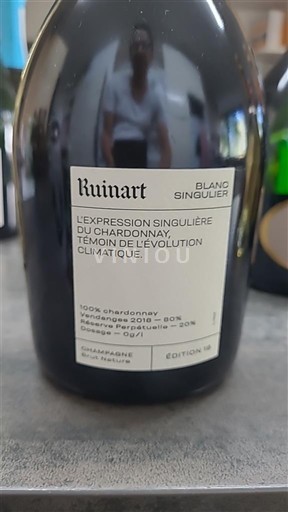 Ruinart
BLANC
SINGULIER
L'EXPRESSION SINGULIÈRE
DU CHARDONNAY,
TÉMOIN DE L'ÉVOLUTION
CLIMATIQUE.
VINTOU
100% chardonnay
Vendanges 2018 — 80%
Réserve Perpétuelle — 20%
Dosage — 0g/l
CHAMPAGNE
Brut Nature
ÉDITION 18